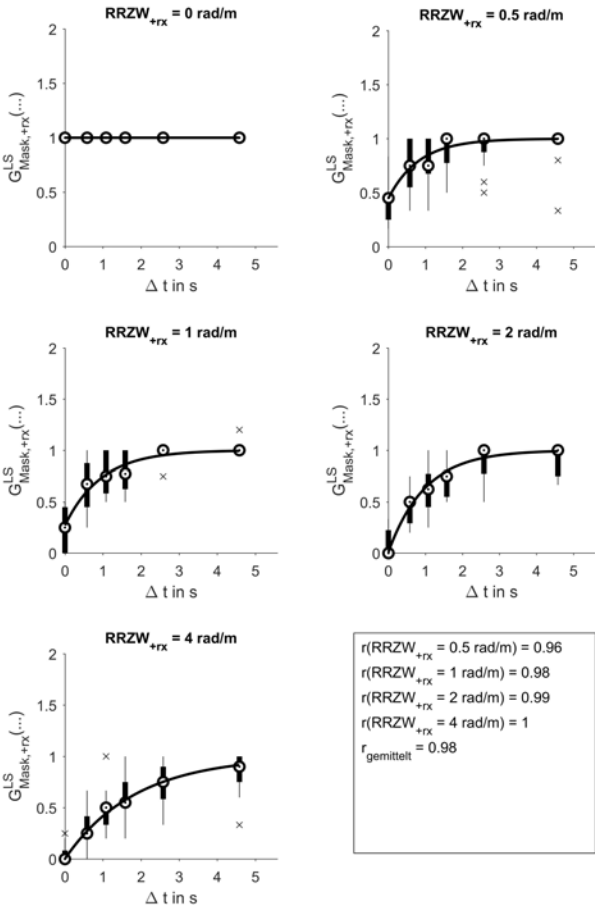 RRZW+rx = 0 rad/m
2
1.5
1
0.5
0
G^LS_Mask,+rx(...)
0 1 2 3 4 5
Δ t in s
RRZW+rx = 0.5 rad/m
2
1.5
1
0.5
0
G^LS_Mask,+rx(...)
0 1 2 3 4 5
Δ t in s
RRZW+rx = 1 rad/m
2
1.5
1
0.5
0
G^LS_Mask,+rx(...)
0 1 2 3 4 5
Δ t in s
RRZW+rx = 2 rad/m
2
1.5
1
0.5
0
G^LS_Mask,+rx(...)
0 1 2 3 4 5
Δ t in s
RRZW+rx = 4 rad/m
2
1.5
1
0.5
0
G^LS_Mask,+rx(...)
0 1 2 3 4 5
Δ t in s
r(RRZW+rx = 0.5 rad/m) = 0.96
r(RRZW+rx = 1 rad/m) = 0.98
r(RRZW+rx = 2 rad/m) = 0.99
r(RRZW+rx = 4 rad/m) = 1
r_gemittelt = 0.98